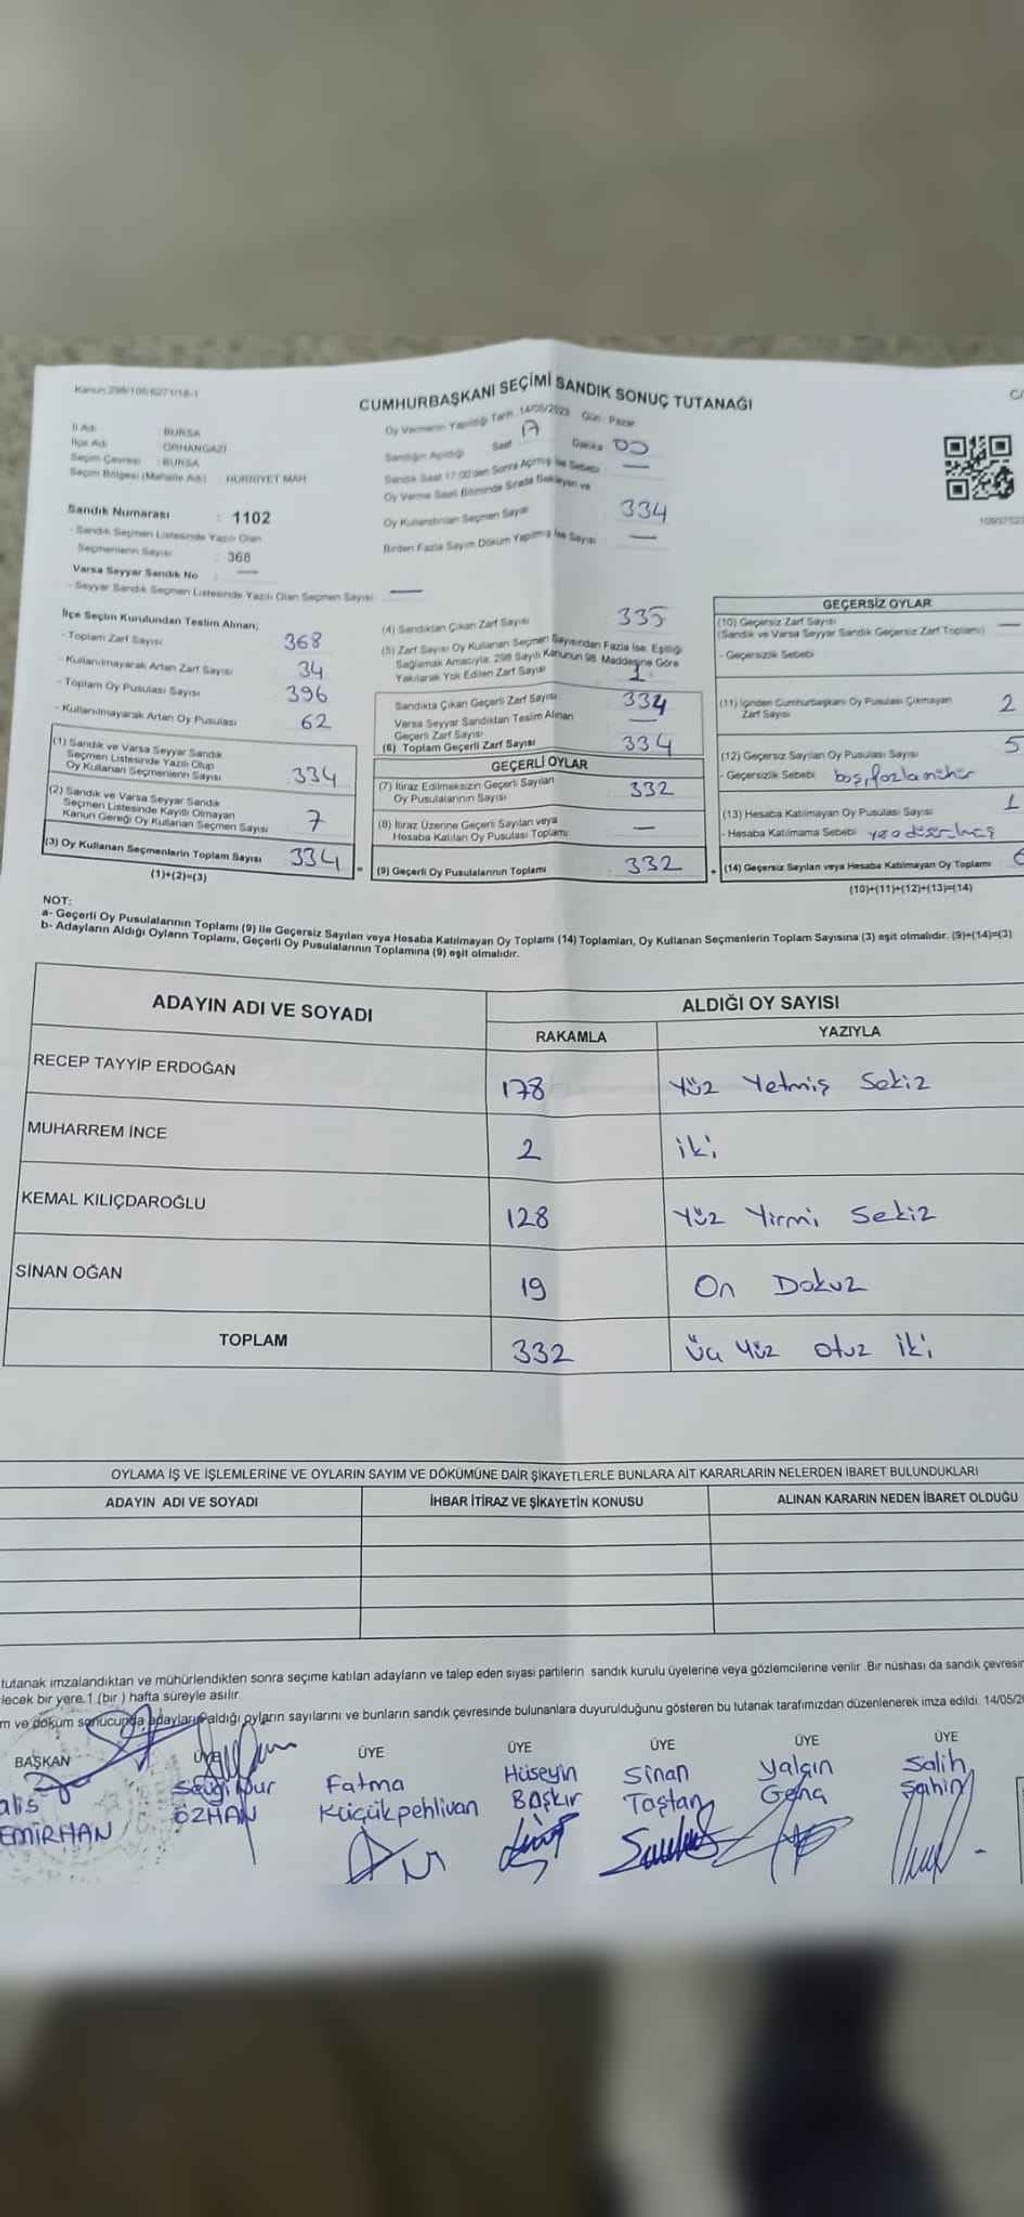 Kanun 298/105-6271/18-1
CUMHURBAŞKANI SEÇİMİ SANDIK SONUÇ TUTANAĞI
Oy Vermenin Yapıldığı Tarih 14/05/2023 Gün Pazar
İl Adı BURSA
İlçe Adı ORHANGAZİ
Seçim Çevresi : BURSA
Seçim Bölgesi (Mahalle Adı) HÜRRİYET MAH
Sandık Numarası : 1102
- Sandık Seçmen Listesinde Yazılı Olan
Seçmenlerin Sayısı : 368
Varsa Seyyar Sandık No : —
- Seyyar Sandık Seçmen Listesinde Yazılı Olan Seçmen Sayısı —
Sandığın Açıldığı Saat 17 Dakika 00
Sandık Saat 17:00'den Sonra Açılmış İse Sebebi —
Oy Verme Saati Bitiminde Sırada Bekleyen ve
Oy Kullandırılan Seçmen Sayısı 334
Birden Fazla Sayım Döküm Yapılmış İse Sayısı —
İlçe Seçim Kurulundan Teslim Alınan;
- Toplam Zarf Sayısı 368
- Kullanılmayarak Artan Zarf Sayısı 34
- Toplam Oy Pusulası Sayısı 396
- Kullanılmayarak Artan Oy Pusulası 62
(1) Sandık ve Varsa Seyyar Sandık
Seçmen Listesinde Yazılı Olup
Oy Kullanan Seçmenlerin Sayısı 334
(2) Sandık ve Varsa Seyyar Sandık
Seçmen Listesinde Kayıtlı Olmayan
Kanun Gereği Oy Kullanan Seçmen Sayısı 7
(3) Oy Kullanan Seçmenlerin Toplam Sayısı 334
(1)+(2)=(3)
(4) Sandıktan Çıkan Zarf Sayısı 335
(5) Zarf Sayısı Oy Kullanan Seçmen Sayısından Fazla İse, Eşitliği
Sağlamak Amacıyla, 298 Sayılı Kanunun 98. Maddesine Göre
Yakılarak Yok Edilen Zarf Sayısı 1
Sandıkta Çıkan Geçerli Zarf Sayısı 334
Varsa Seyyar Sandıktan Teslim Alınan
Geçerli Zarf Sayısı —
(6) Toplam Geçerli Zarf Sayısı 334
GEÇERLİ OYLAR
(7) İtiraz Edilmeksizin Geçerli Sayılan
Oy Pusulalarının Sayısı 332
(8) İtiraz Üzerine Geçerli Sayılan veya
Hesaba Katılan Oy Pusulası Toplamı —
(9) Geçerli Oy Pusulalarının Toplamı 332
GEÇERSİZ OYLAR
(10) Geçersiz Zarf Sayısı
(Sandık ve Varsa Seyyar Sandık Geçersiz Zarf Toplamı) —
- Geçersizlik Sebebi
(11) İçinden Cumhurbaşkanı Oy Pusulası Çıkmayan
Zarf Sayısı 2
(12) Geçersiz Sayılan Oy Pusulası Sayısı 5
- Geçersizlik Sebebi boş, fazla mühür
(13) Hesaba Katılmayan Oy Pusulası Sayısı 1
- Hesaba Katılmama Sebebi
(14) Geçersiz Sayılan veya Hesaba Katılmayan Oy Toplamı
(10)+(11)+(12)+(13)=(14)
NOT:
a- Geçerli Oy Pusulalarının Toplamı (9) ile Geçersiz Sayılan veya Hesaba Katılmayan Oy Toplamı (14) Toplamları, Oy Kullanan Seçmenlerin Toplam Sayısına (3) eşit olmalıdır. (9)+(14)=(3)
b- Adayların Aldığı Oyların Toplamı, Geçerli Oy Pusulalarının Toplamına (9) eşit olmalıdır.
ADAYIN ADI VE SOYADI ALDIĞI OY SAYISI
RAKAMLA YAZIYLA
RECEP TAYYİP ERDOĞAN 178 Yüz Yetmiş Sekiz
MUHARREM İNCE 2 iki
KEMAL KILIÇDAROĞLU 128 Yüz Yirmi Sekiz
SİNAN OĞAN 19 On Dokuz
TOPLAM 332 Üç Yüz otuz iki
OYLAMA İŞ VE İŞLEMLERİNE VE OYLARIN SAYIM VE DÖKÜMÜNE DAİR ŞİKAYETLERLE BUNLARA AİT KARARLARIN NELERDEN İBARET BULUNDUKLARI
ADAYIN ADI VE SOYADI İHBAR İTİRAZ VE ŞİKAYETİN KONUSU ALINAN KARARIN NEDEN İBARET OLDUĞU
tutanak imzalandıktan ve mühürlendikten sonra seçime katılan adayların ve talep eden siyasi partilerin sandık kurulu üyelerine veya gözlemcilerine verilir. Bir nüshası da sandık çevresin
lecek bir yere 1 (bir) hafta süreyle asılır.
m ve döküm sonucunda adayların aldığı oyların sayılarını ve bunların sandık çevresinde bulunanlara duyurulduğunu gösteren bu tutanak tarafımızdan düzenlenerek imza edildi. 14/05/20
BAŞKAN ÜYE ÜYE ÜYE ÜYE ÜYE ÜYE
alis Sevgi Nur Fatma Hüseyin Sinan Yalçın Salih
EMİRHAN ÖZHAN Küçükpehlivan Başkır Taştan Genç Şahin